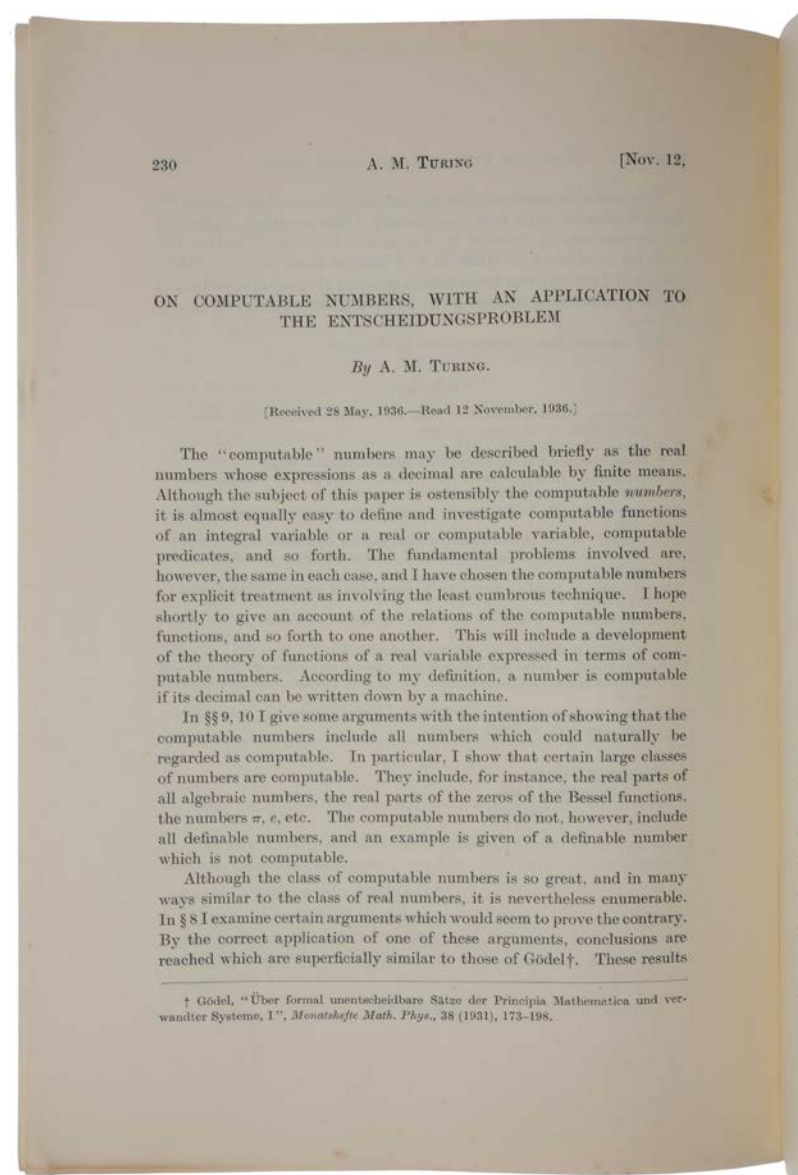 230 A. M. TURING [Nov. 12,
ON COMPUTABLE NUMBERS, WITH AN APPLICATION TO
THE ENTSCHEIDUNGSPROBLEM
By A. M. TURING.
[Received 28 May, 1936.—Read 12 November, 1936.]
The “computable” numbers may be described briefly as the real
numbers whose expressions as a decimal are calculable by finite means.
Although the subject of this paper is ostensibly the computable numbers,
it is almost equally easy to define and investigate computable functions
of an integral variable or a real or computable variable, computable
predicates, and so forth. The fundamental problems involved are,
however, the same in each case, and I have chosen the computable numbers
for explicit treatment as involving the least cumbrous technique. I hope
shortly to give an account of the relations of the computable numbers,
functions, and so forth to one another. This will include a development
of the theory of functions of a real variable expressed in terms of com-
putable numbers. According to my definition, a number is computable
if its decimal can be written down by a machine.
In §§ 9, 10 I give some arguments with the intention of showing that the
computable numbers include all numbers which could naturally be
regarded as computable. In particular, I show that certain large classes
of numbers are computable. They include, for instance, the real parts of
all algebraic numbers, the real parts of the zeros of the Bessel functions,
the numbers π, e, etc. The computable numbers do not, however, include
all definable numbers, and an example is given of a definable number
which is not computable.
Although the class of computable numbers is so great, and in many
ways similar to the class of real numbers, it is nevertheless enumerable.
In § 8 I examine certain arguments which would seem to prove the contrary.
By the correct application of one of these arguments, conclusions are
reached which are superficially similar to those of Gödel†. These results
† Gödel, “Über formal unentscheidbare Sätze der Principia Mathematica und ver-
wandter Systeme, I”, Monatshefte Math. Phys., 38 (1931), 173–198.